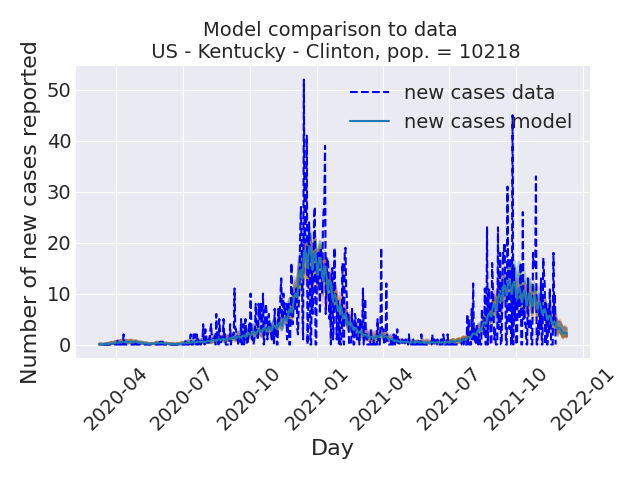 Model comparison to data
US - Kentucky - Clinton, pop. = 10218
Number of new cases reported
50
40
30
20
10
0
new cases data
new cases model
2020-04
2020-07
2020-10
2021-01
2021-04
2021-07
2021-10
2022-01
Day